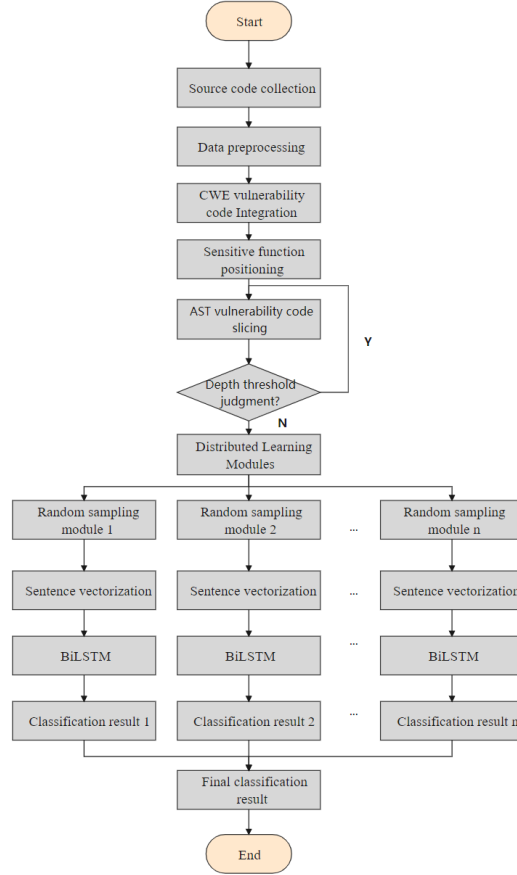 Start
Source code collection
Data preprocessing
CWE vulnerability
code Integration
Sensitive function
positioning
AST vulnerability code
slicing
Y
Depth threshold
judgment?
N
Distributed Learning
Modules
Random sampling
module 1
Random sampling
module 2
...
Random sampling
module n
Sentence vectorization
Sentence vectorization
...
Sentence vectorization
BiLSTM
BiLSTM
...
BiLSTM
Classification result 1
Classification result 2
...
Classification result n
Final classification
result
End